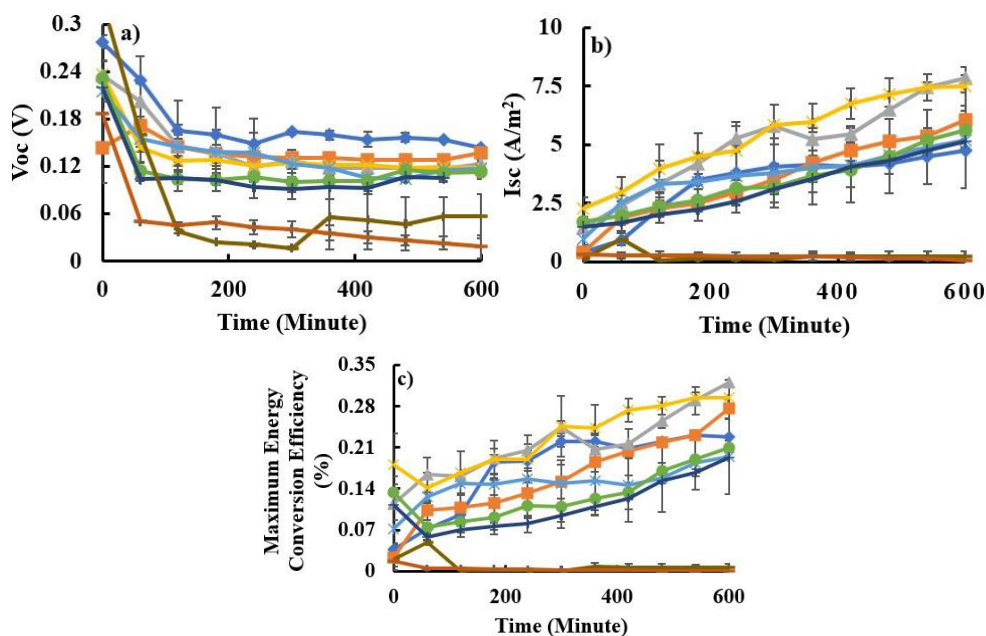 a)
Voc (V)
0.3
0.24
0.18
0.12
0.06
0
0 200 400 600
Time (Minute)
b)
Isc (A/m²)
10
7.5
5
2.5
0
0 200 400 600
Time (Minute)
c)
Maximum Energy
Conversion Efficiency
(%)
0.35
0.28
0.21
0.14
0.07
0
0 200 400 600
Time (Minute)